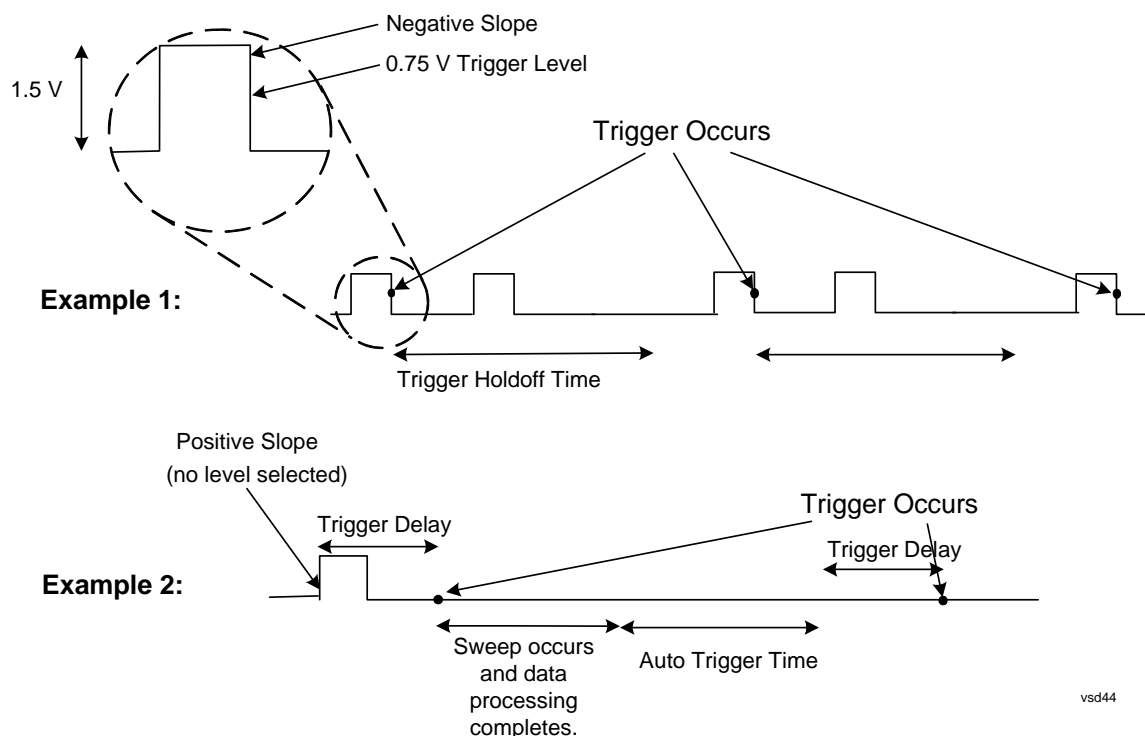 Negative Slope
0.75 V Trigger Level
1.5 V
Trigger Occurs
Example 1:
Trigger Holdoff Time
Positive Slope
(no level selected)
Trigger Delay
Trigger Occurs
Trigger Delay
Example 2:
Sweep occurs
and data
processing
completes.
Auto Trigger Time
vsd44